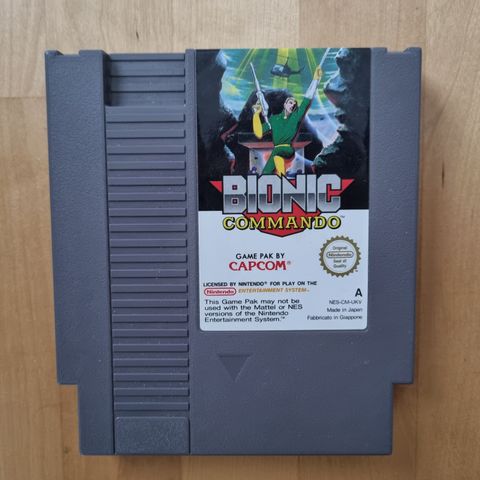 BIONIC
COMMANDO™
GAME PAK BY
CAPCOM®
Original
Nintendo
Seal of
Quality
LICENSED BY NINTENDO® FOR PLAY ON THE
Nintendo ENTERTAINMENT SYSTEM™
This Game Pak may not be
used with the Mattel or NES
versions of the Nintendo
Entertainment System.™
A
NES-CM-UKV
Made in Japan
Fabbricato in Giappone